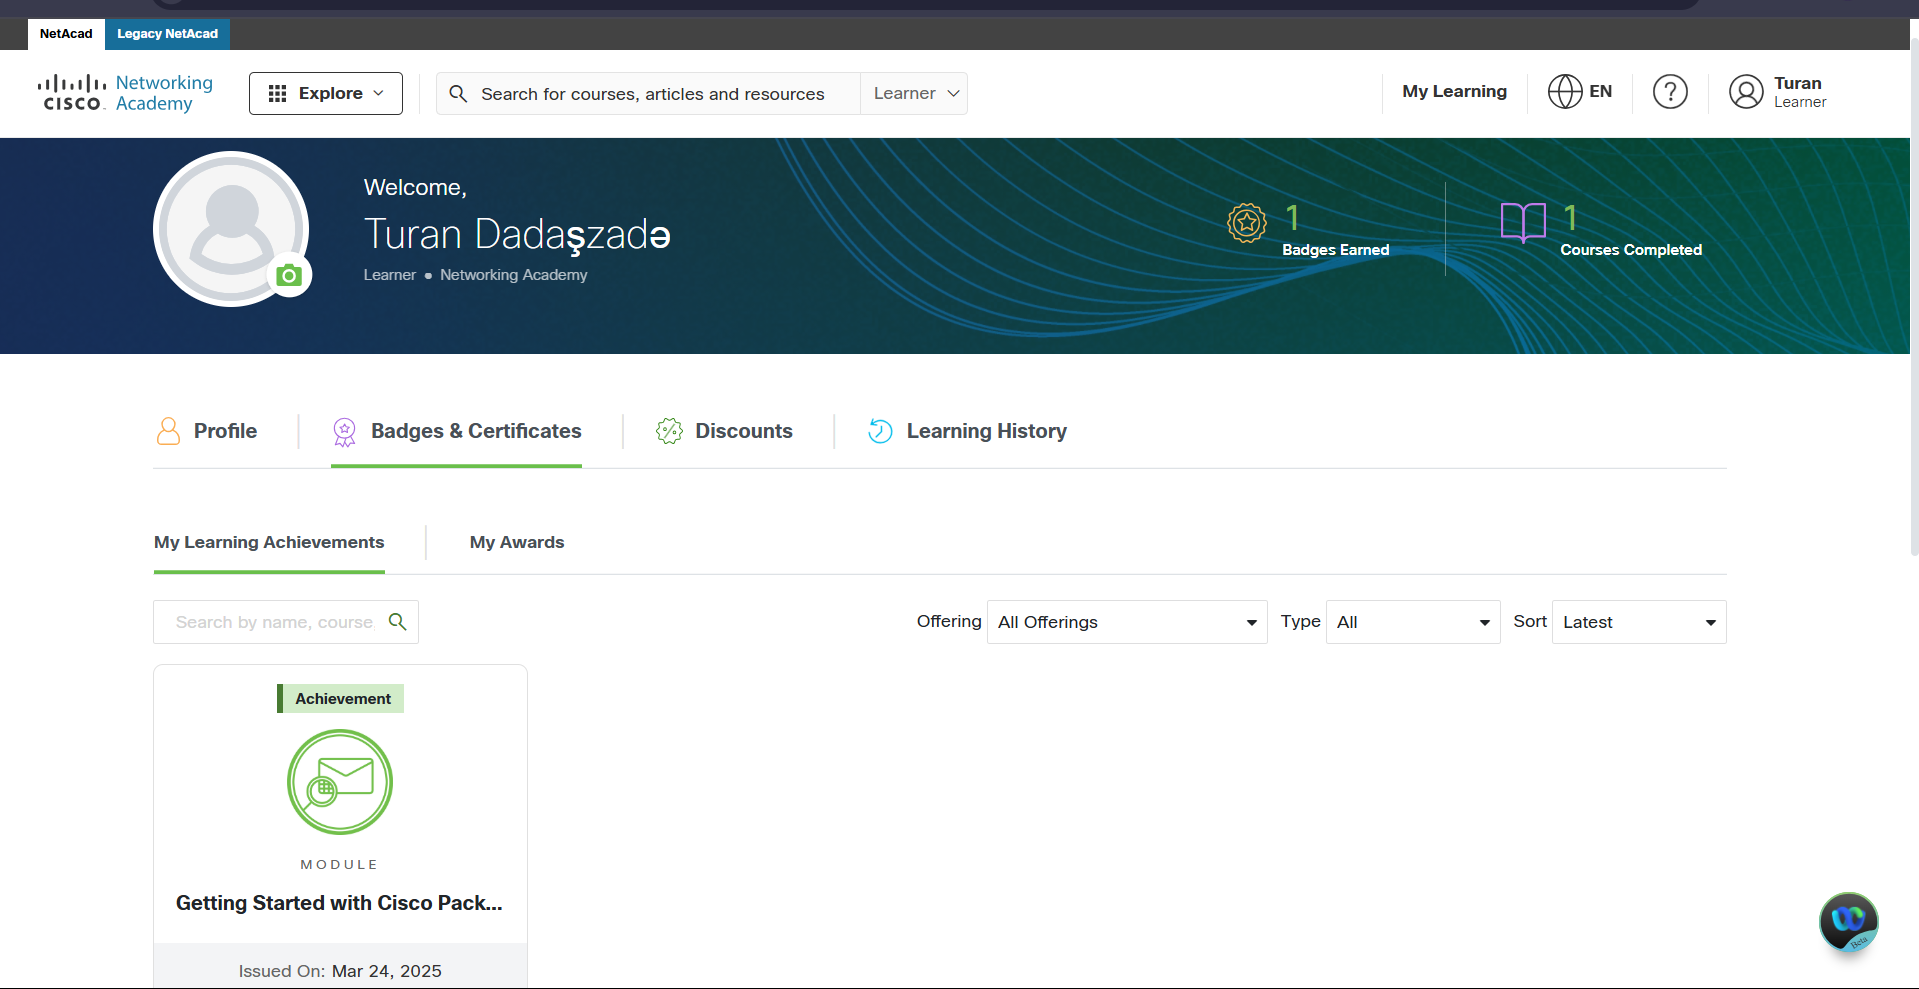 NetAcad
Legacy NetAcad
CISCO Networking Academy
Explore
Search for courses, articles and resources
Learner
My Learning
EN
?
Turan
Learner
Welcome,
Turan Dadaşzadə
Learner • Networking Academy
1
Badges Earned
1
Courses Completed
Profile
Badges & Certificates
Discounts
Learning History
My Learning Achievements
My Awards
Search by name, course,
Offering
All Offerings
Type
All
Sort
Latest
Achievement
MODULE
Getting Started with Cisco Pack...
Issued On: Mar 24, 2025
Beta